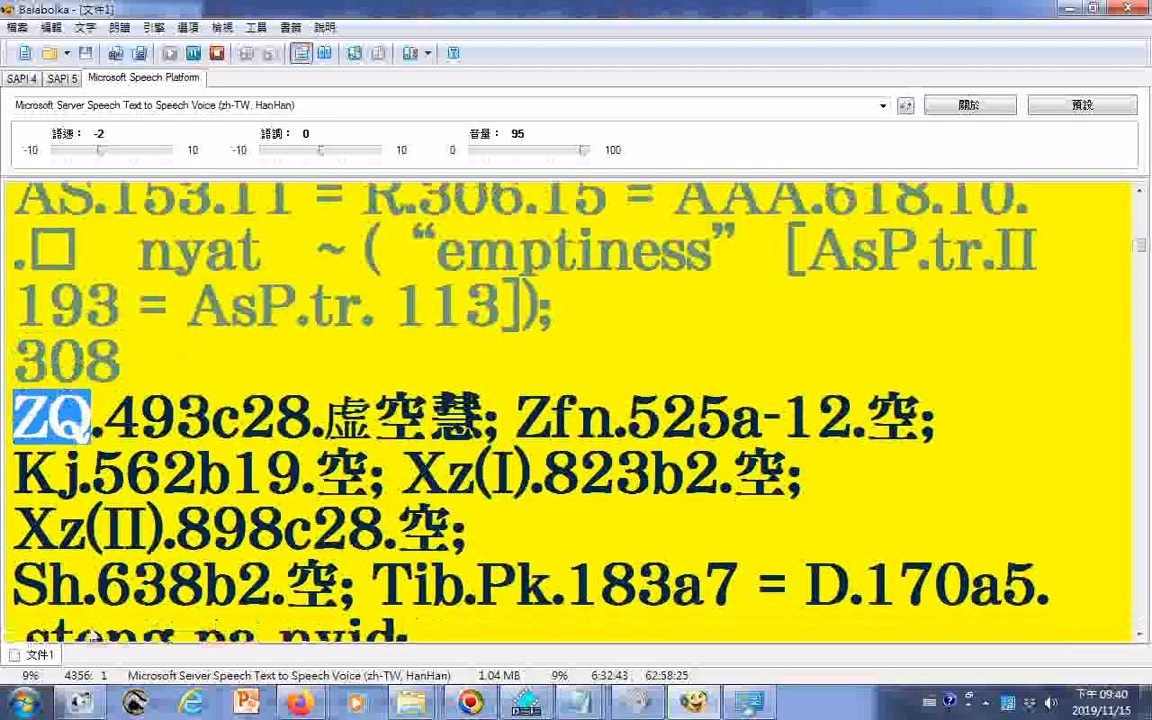 Balabolka - [文件1]
檔案 編輯 文字 朗讀 引擎 選項 檢視 工具 書籤 說明
SAPI 4 SAPI 5 Microsoft Speech Platform
Microsoft Server Speech Text to Speech Voice (zh-TW, HanHan) 關於 預設
語速： -2 語調： 0 音量： 95
-10 10 -10 10 0 100
AS.153.11 = R.306.15 = AAA.618.10.
.□ nyat ~ ( “emptiness” [AsP.tr.II
193 = AsP.tr. 113]);
308
ZQ.493c28.虚空慧; Zfn.525a-12.空;
Kj.562b19.空; Xz(I).823b2.空;
Xz(II).898c28.空;
Sh.638b2.空; Tib.Pk.183a7 = D.170a5.
stong pa nyid;
文件1
9% 4356: 1 Microsoft Server Speech Text to Speech Voice (zh-TW, HanHan) 1.04 MB 9% 6:32:43 62:58:25
下午 09:40
2019/11/15